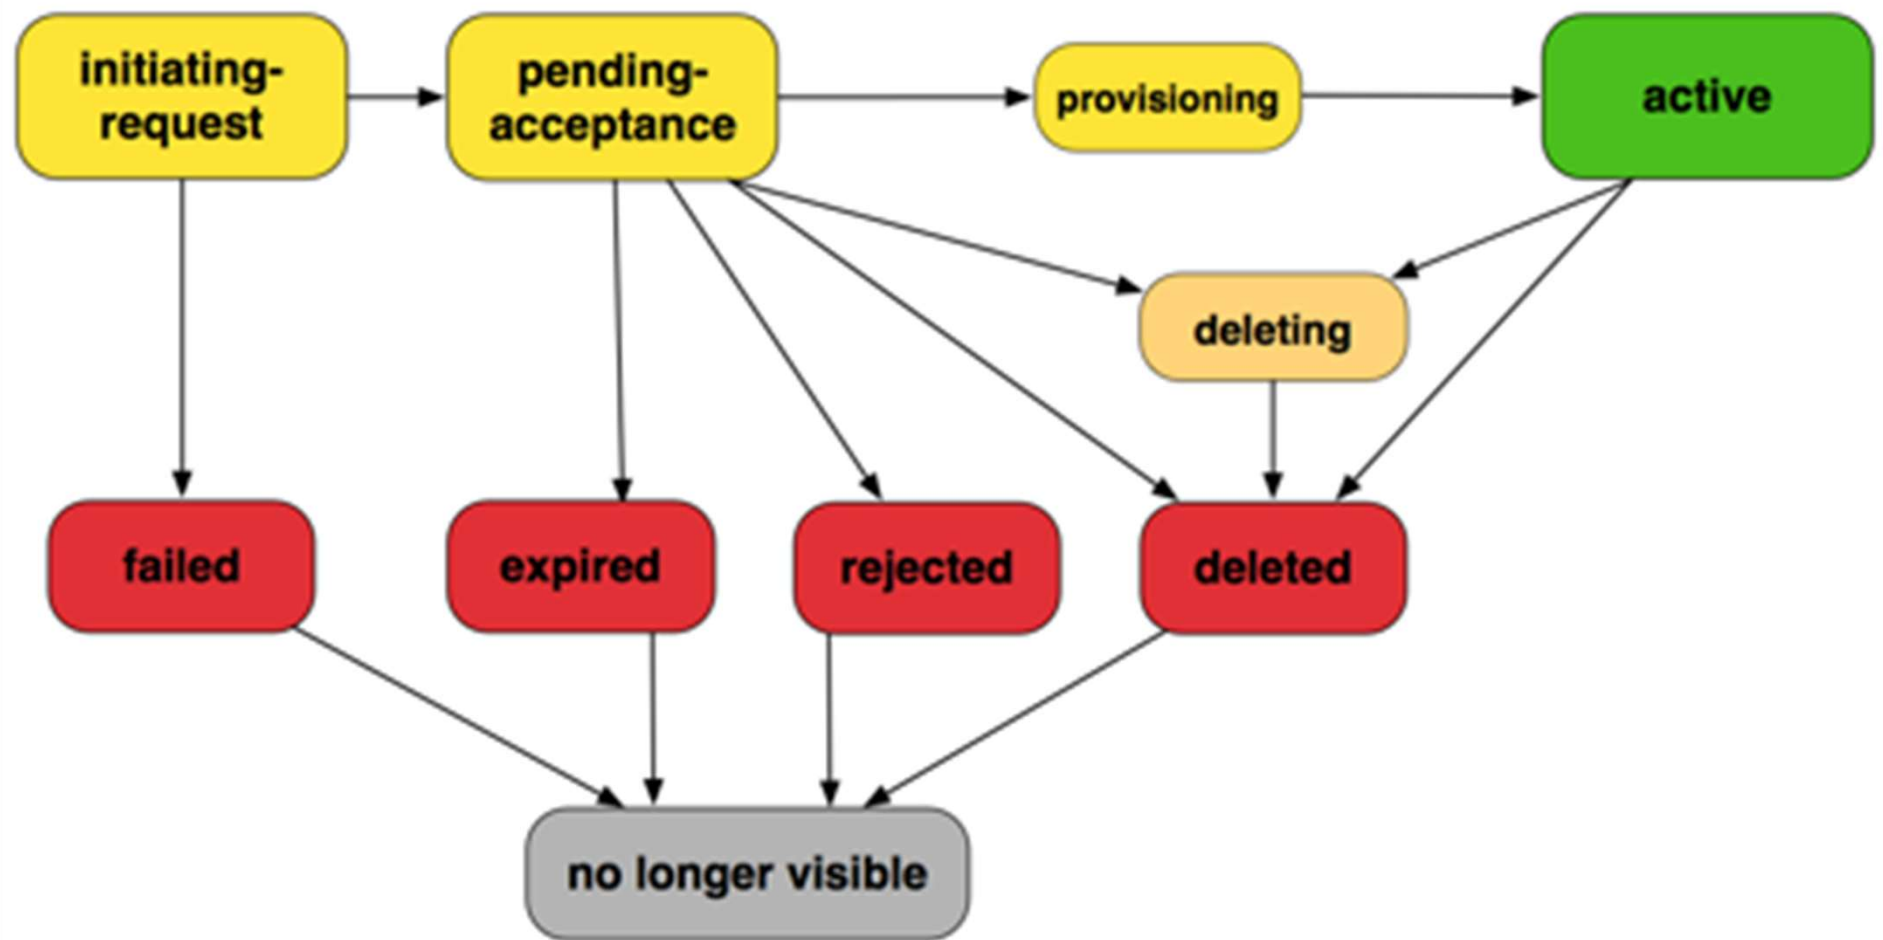 initiating-
request
pending-
acceptance
provisioning
active
deleting
failed
expired
rejected
deleted
no longer visible